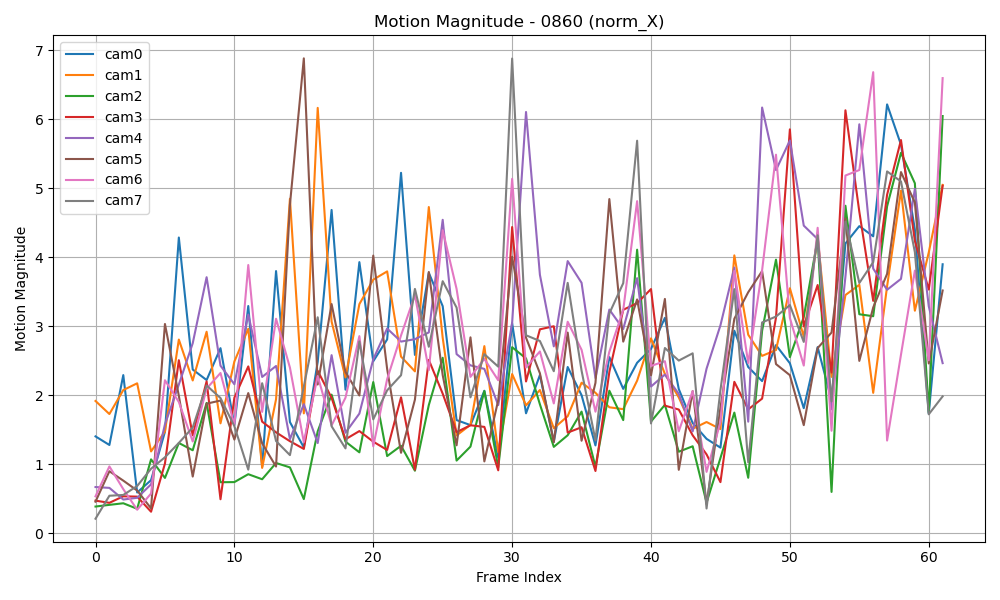 Motion Magnitude - 0860 (norm_X)
cam0
cam1
cam2
cam3
cam4
cam5
cam6
cam7
Motion Magnitude
7
6
5
4
3
2
1
0
0 10 20 30 40 50 60
Frame Index